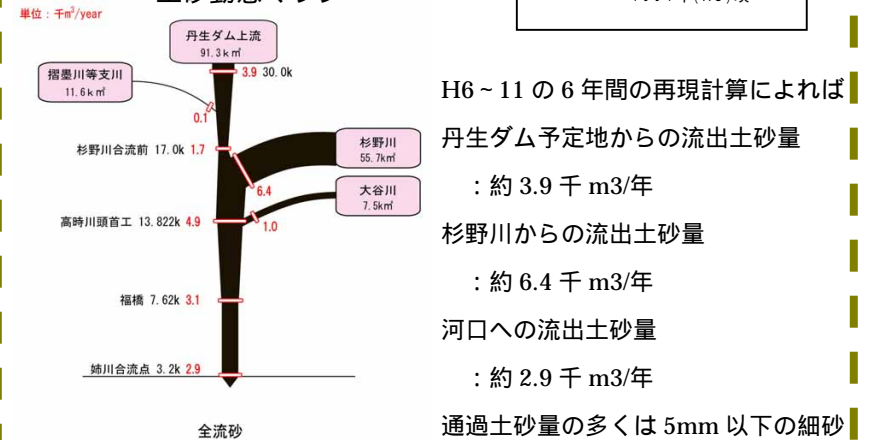 単位：千m³/year
丹生ダム上流
91.3ｋ㎡
3.9 30.0k
摺墨川等支川
11.6ｋ㎡
0.1
杉野川合流前 17.0k 1.7
杉野川
55.7k㎡
6.4
大谷川
7.5k㎡
高時川頭首工 13.822k 4.9
1.0
福橋 7.62k 3.1
姉川合流点 3.2k 2.9
全流砂
H6~11 の 6 年間の再現計算によれば
丹生ダム予定地からの流出土砂量
：約 3.9 千 m3/年
杉野川からの流出土砂量
：約 6.4 千 m3/年
河口への流出土砂量
：約 2.9 千 m3/年
通過土砂量の多くは 5mm 以下の細砂